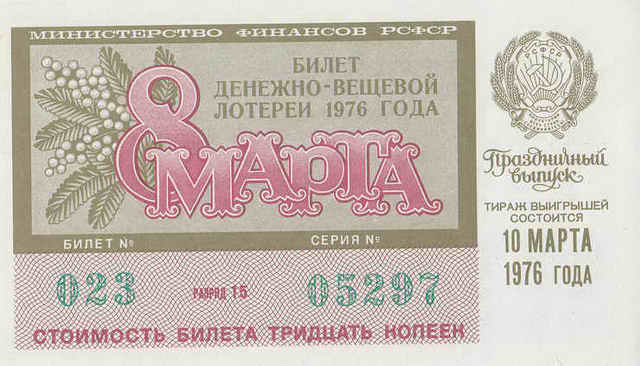 МИНИСТЕРСТВО ФИНАНСОВ РСФСР
БИЛЕТ
ДЕНЕЖНО-ВЕЩЕВОЙ
ЛОТЕРЕИ 1976 ГОДА
8 МАРТА
БИЛЕТ №
СЕРИЯ №
023
РАЗРЯД 15
05297
СТОИМОСТЬ БИЛЕТА ТРИДЦАТЬ КОПЕЕК
РСФСР
Праздничный
выпуск
ТИРАЖ ВЫИГРЫШЕЙ
СОСТОИТСЯ
10 МАРТА
1976 ГОДА